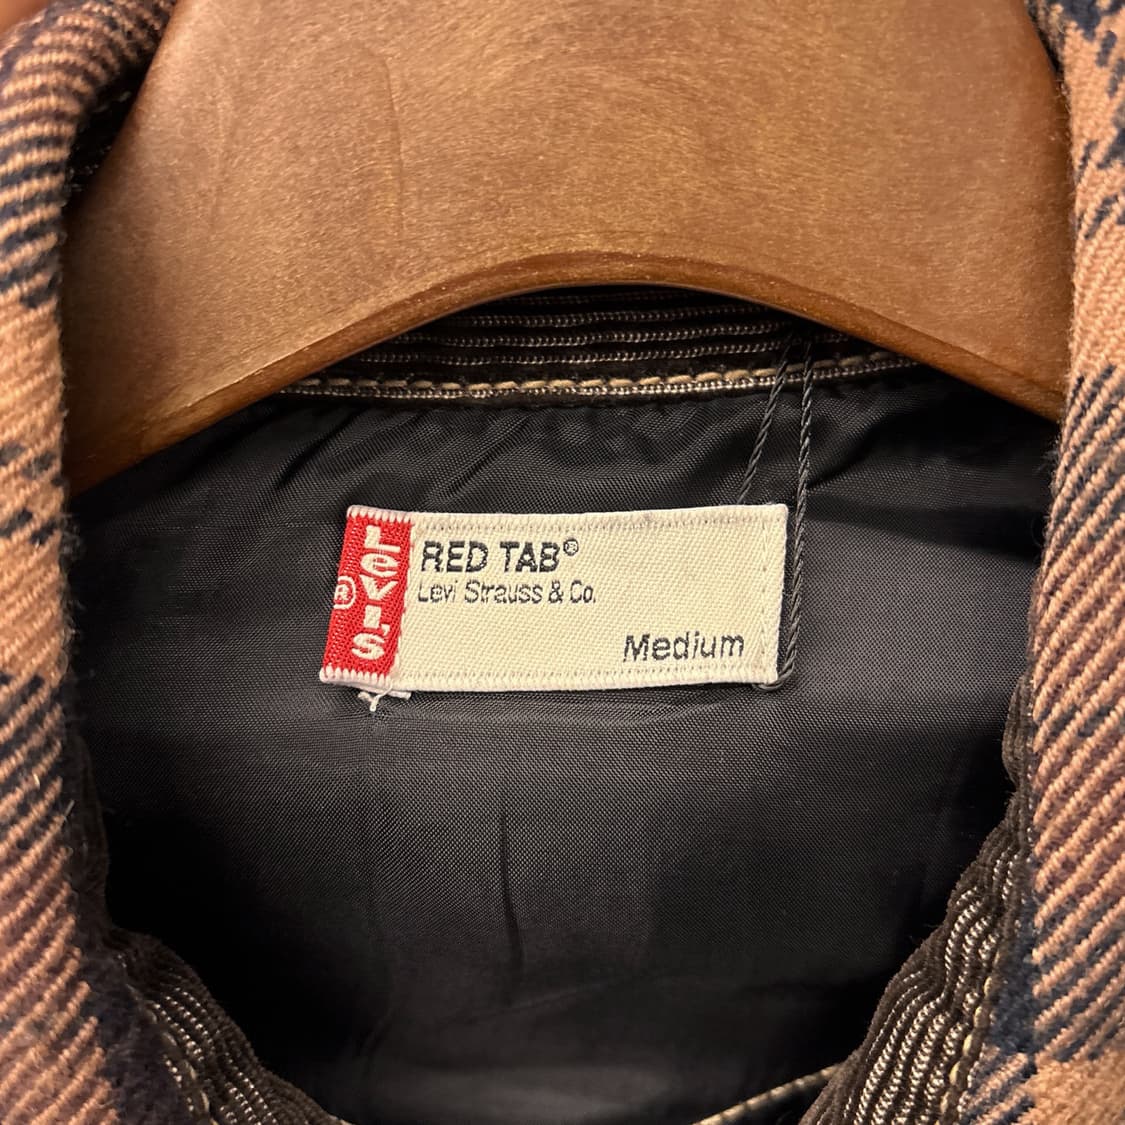 LEVI'S
®
RED TAB®
Levi Strauss & Co.
Medium